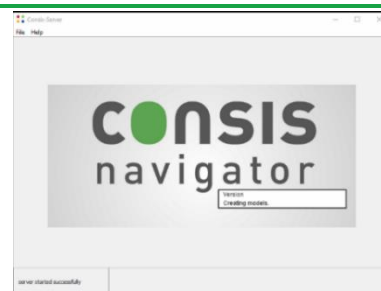 Consis Server
File Help
consis
navigator
Version
Creating models.
server started successfully